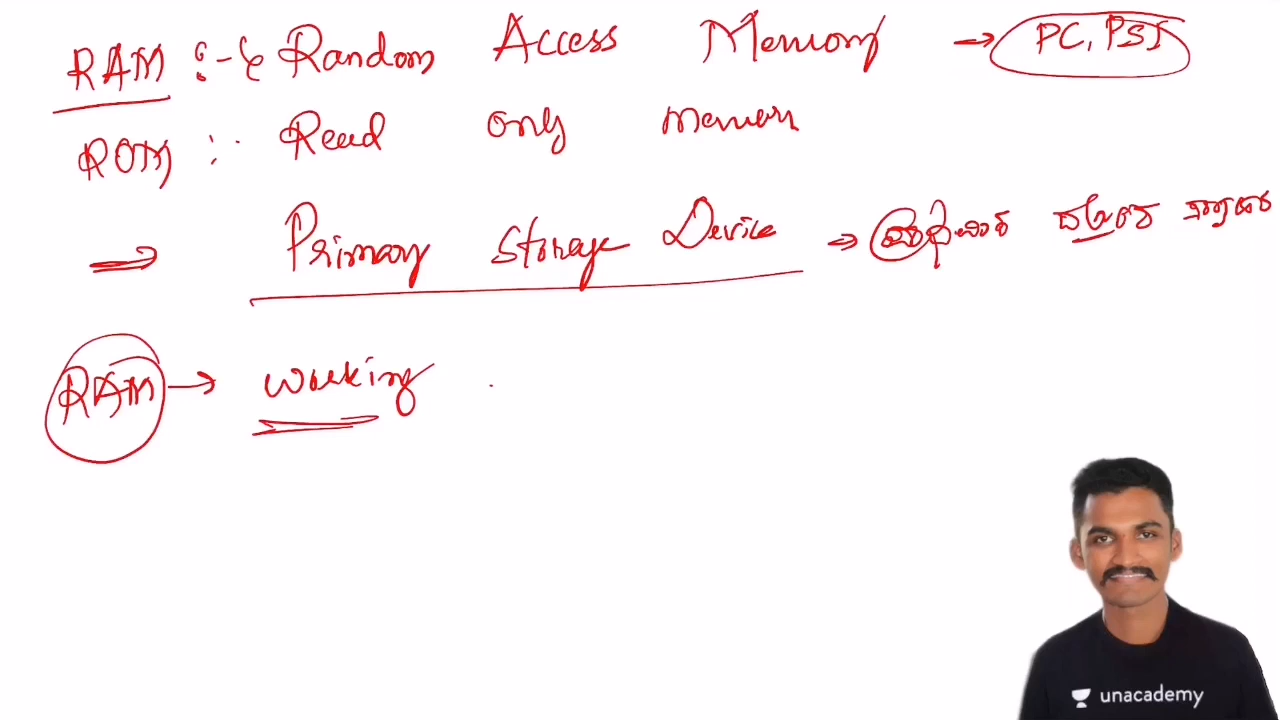 RAM :- Random Access Memory → PC, PSI
ROM :- Read Only Memory
⇒ Primary Storage Device →
RAM → Working
unacademy